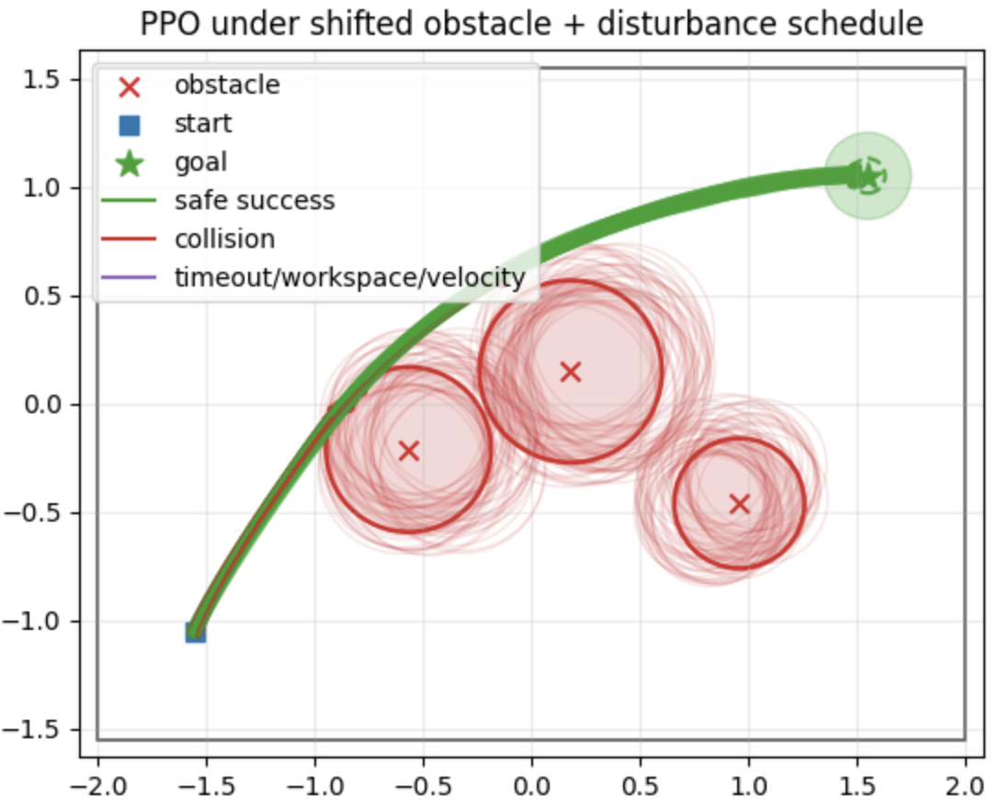 PPO under shifted obstacle + disturbance schedule
obstacle
start
goal
safe success
collision
timeout/workspace/velocity
1.5
1.0
0.5
0.0
−0.5
−1.0
−1.5
−2.0 −1.5 −1.0 −0.5 0.0 0.5 1.0 1.5 2.0